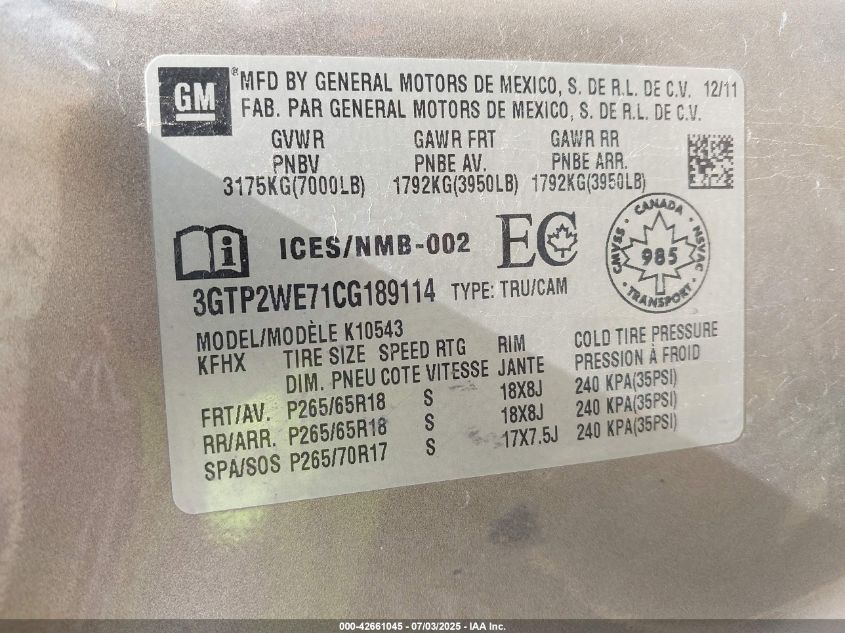 GM ® MFD BY GENERAL MOTORS DE MEXICO, S. DE R.L. DE C.V. 12/11
FAB. PAR GENERAL MOTORS DE MEXICO, S. DE R.L. DE C.V.
GVWR GAWR FRT GAWR RR
PNBV PNBE AV. PNBE ARR.
3175KG(7000LB) 1792KG(3950LB) 1792KG(3950LB)
ICES/NMB-002 EC CANADA CMVSS NSVAC 985 TRANSPORT
3GTP2WE71CG189114 TYPE: TRU/CAM
MODEL/MODÈLE K10543
KFHX TIRE SIZE SPEED RTG RIM COLD TIRE PRESSURE
DIM. PNEU COTE VITESSE JANTE PRESSION À FROID
FRT/AV. P265/65R18 S 18X8J 240 KPA(35PSI)
RR/ARR. P265/65R18 S 18X8J 240 KPA(35PSI)
SPA/SOS P265/70R17 S 17X7.5J 240 KPA(35PSI)
000-42661045 - 07/03/2025 - IAA Inc.